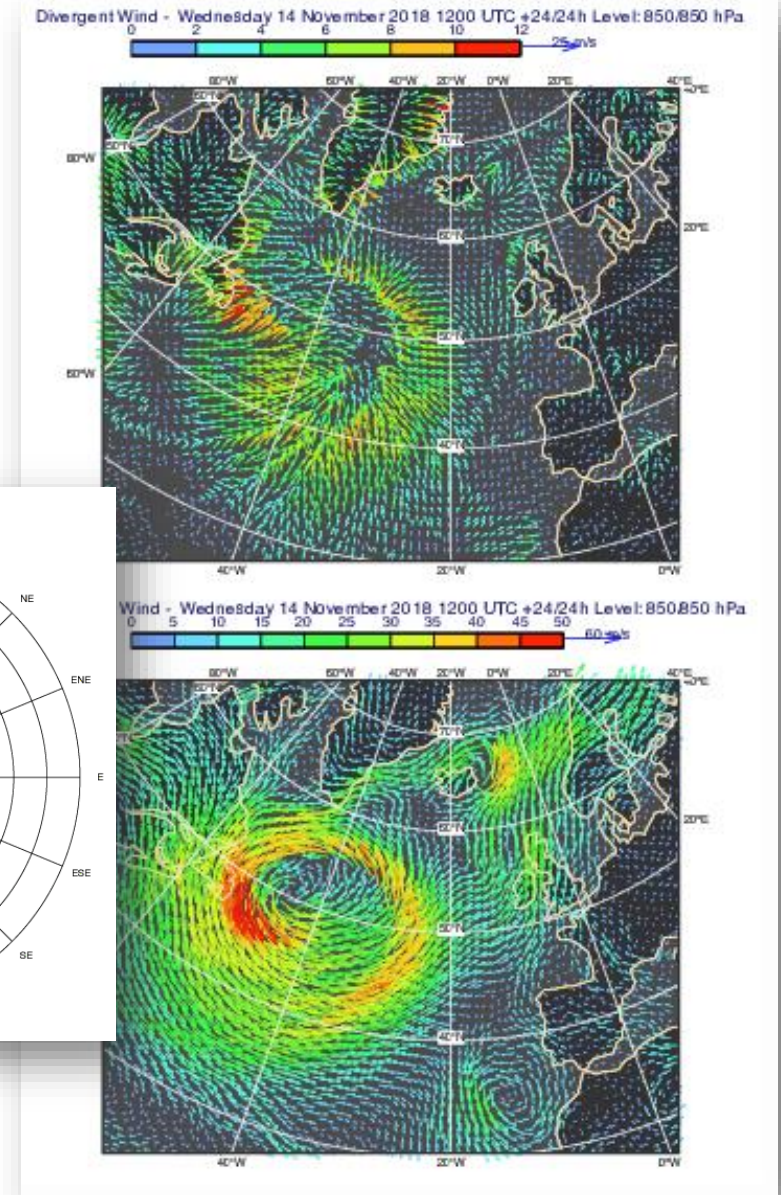 Divergent Wind - Wednesday 14 November 2018 1200 UTC +24/24h Level: 850/850 hPa
0 2 4 6 8 10 12
25 m/s
80°W 60°W 40°W 20°W 0°W 20°E 40°E
60°N
50°N
80°W
70°N
20°E
60°N
50°N
60°W
40°N
40°W 20°W 0°W
Wind - Wednesday 14 November 2018 1200 UTC +24/24h Level: 850/850 hPa
0 5 10 15 20 25 30 35 40 45 50
60 m/s
80°W 60°W 40°W 20°W 0°W 20°E 40°E
60°N
70°N
20°E
60°N
50°N
40°N
40°W 20°W 0°W
NE
ENE
E
ESE
SE